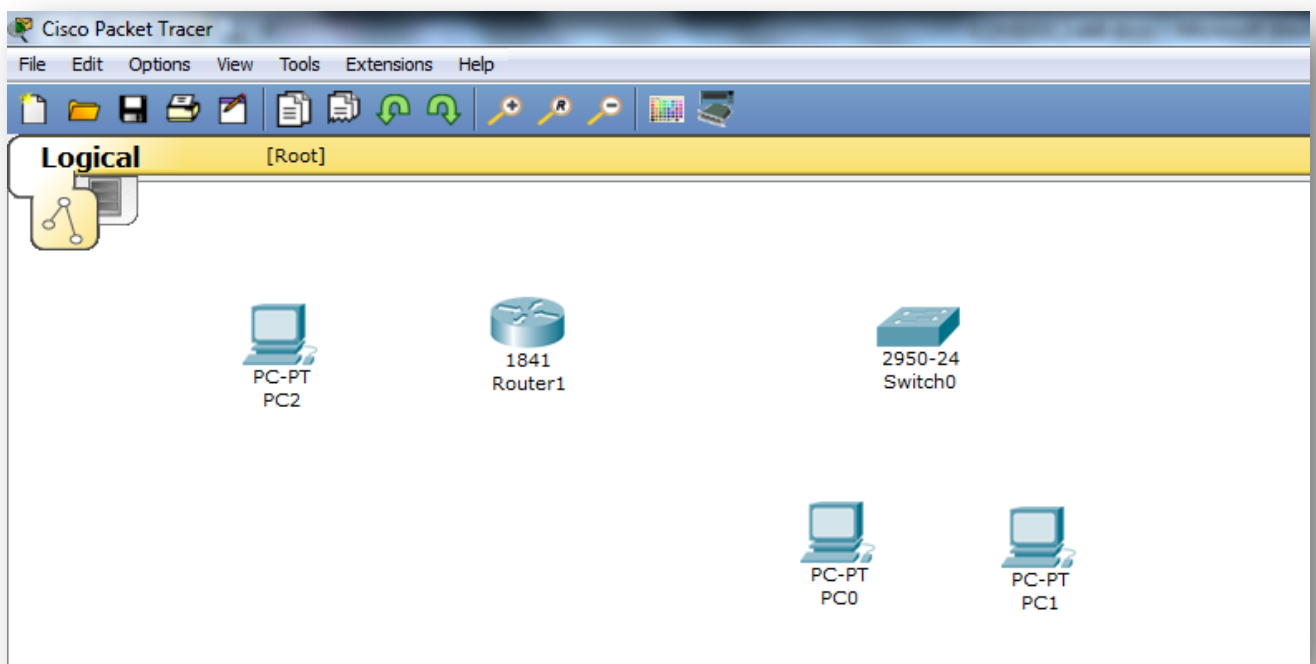 Cisco Packet Tracer
File Edit Options View Tools Extensions Help
R
Logical [Root]
PC-PT
PC2
1841
Router1
2950-24
Switch0
PC-PT
PC0
PC-PT
PC1